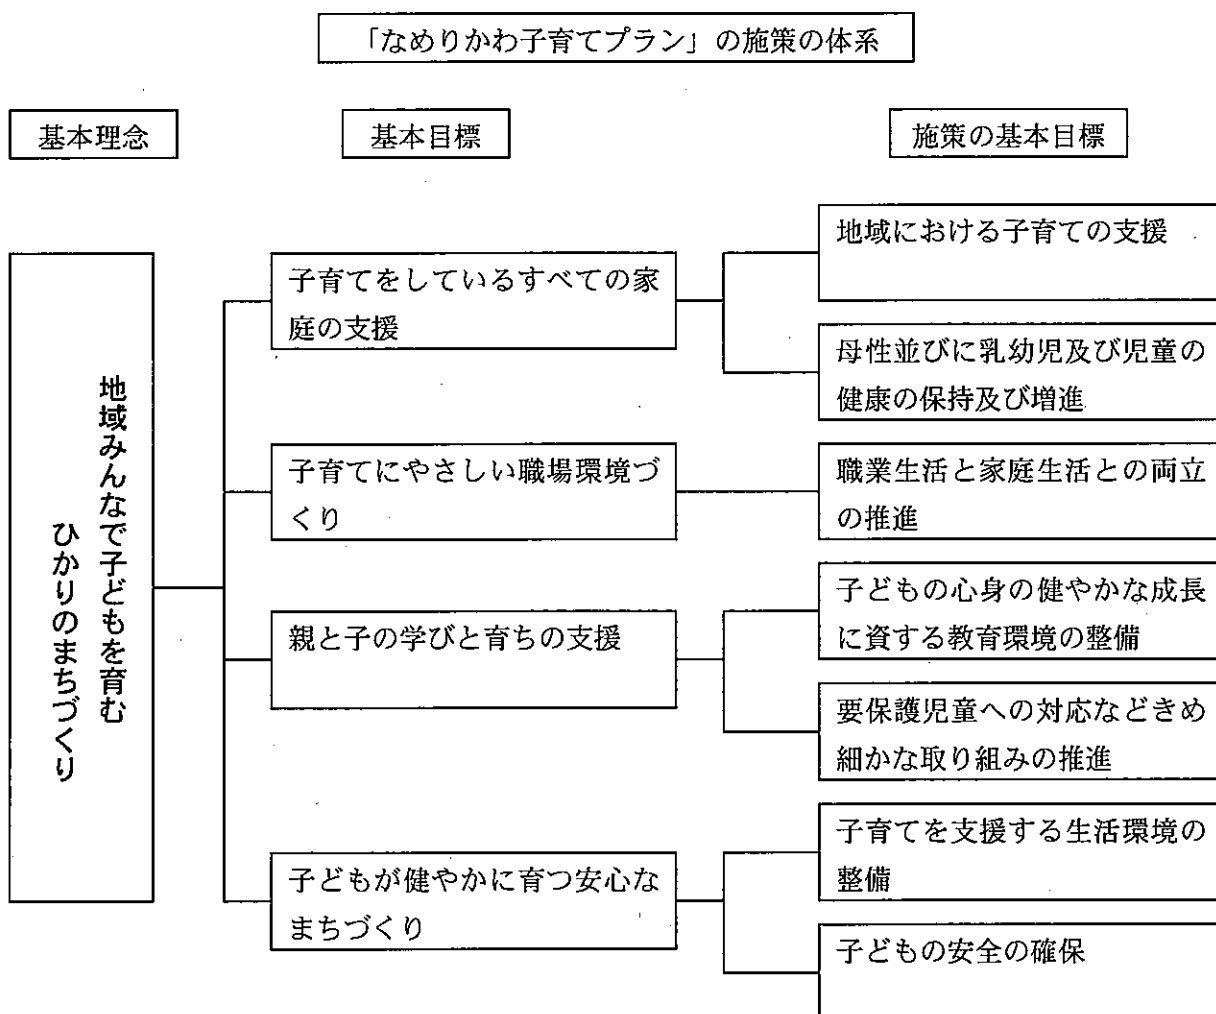 「なめりかわ子育てプラン」の施策の体系
基本理念
基本目標
施策の基本目標
地域みんなで子どもを育む
ひかりのまちづくり
子育てをしているすべての家
庭の支援
地域における子育ての支援
母性並びに乳幼児及び児童の
健康の保持及び増進
子育てにやさしい職場環境づ
くり
職業生活と家庭生活との両立
の推進
親と子の学びと育ちの支援
子どもの心身の健やかな成長
に資する教育環境の整備
要保護児童への対応などきめ
細かな取り組みの推進
子どもが健やかに育つ安心な
まちづくり
子育てを支援する生活環境の
整備
子どもの安全の確保